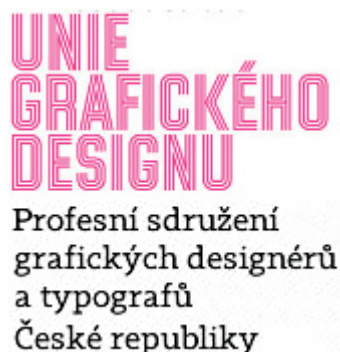 UNIE
GRAFICKÉHO
DESIGNU
Profesní sdružení
grafických designérů
a typografů
České republiky